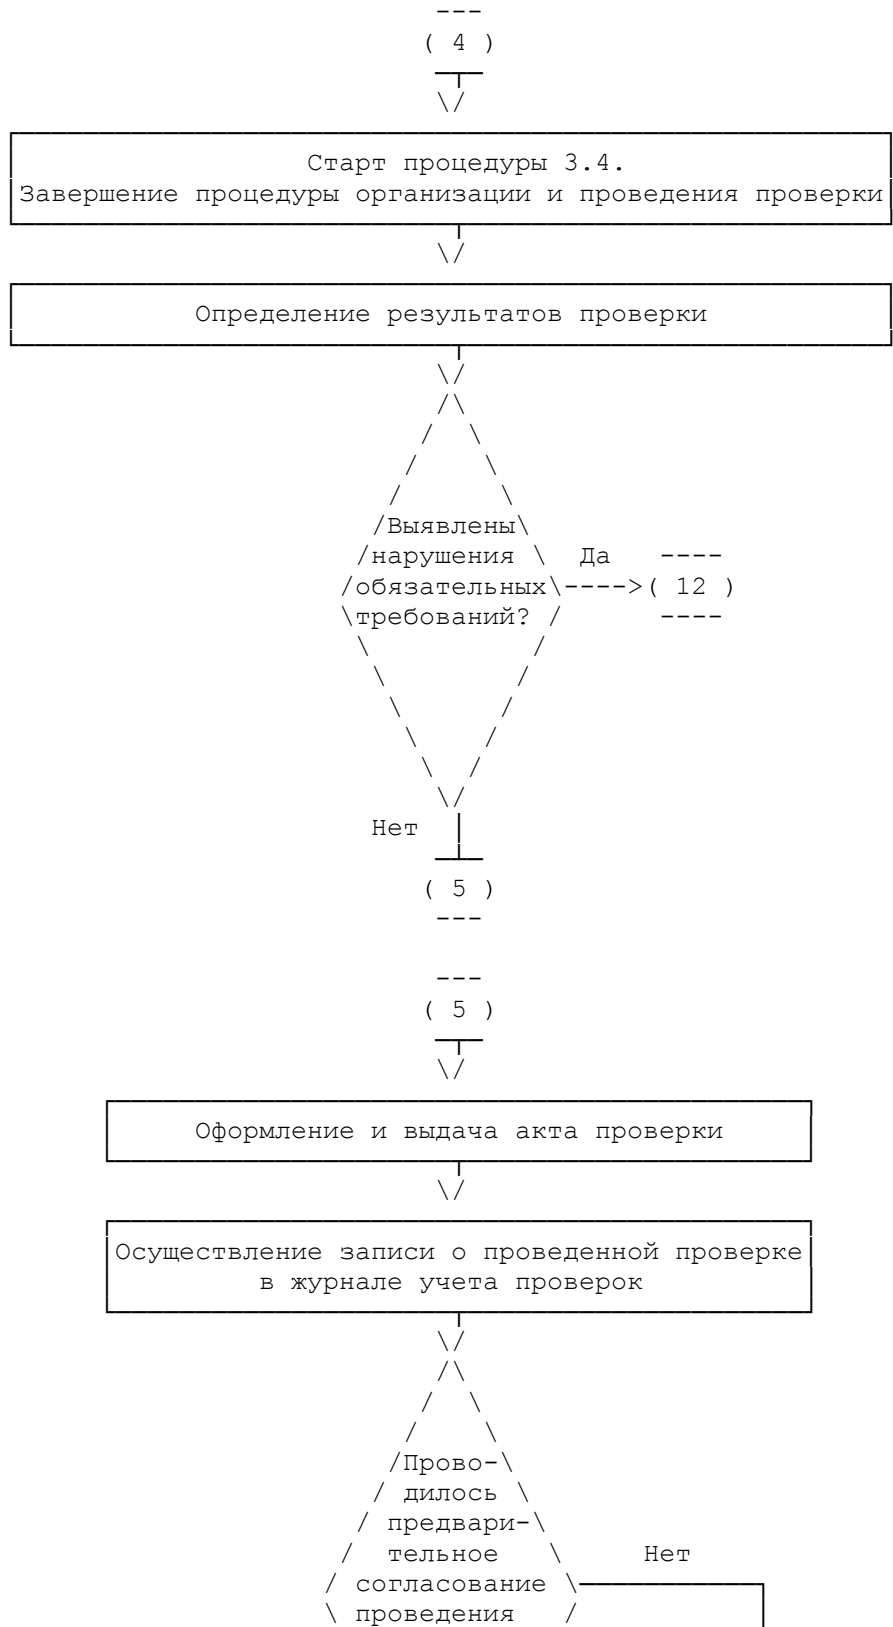 ( 4 )
Старт процедуры 3.4.
Завершение процедуры организации и проведения проверки
Определение результатов проверки
Выявлены
нарушения Да
обязательных ( 12 )
требований?
Нет
( 5 )
( 5 )
Оформление и выдача акта проверки
Осуществление записи о проведенной проверке
в журнале учета проверок
Прово-
дилось
предвари-
тельное Нет
согласование
проведения